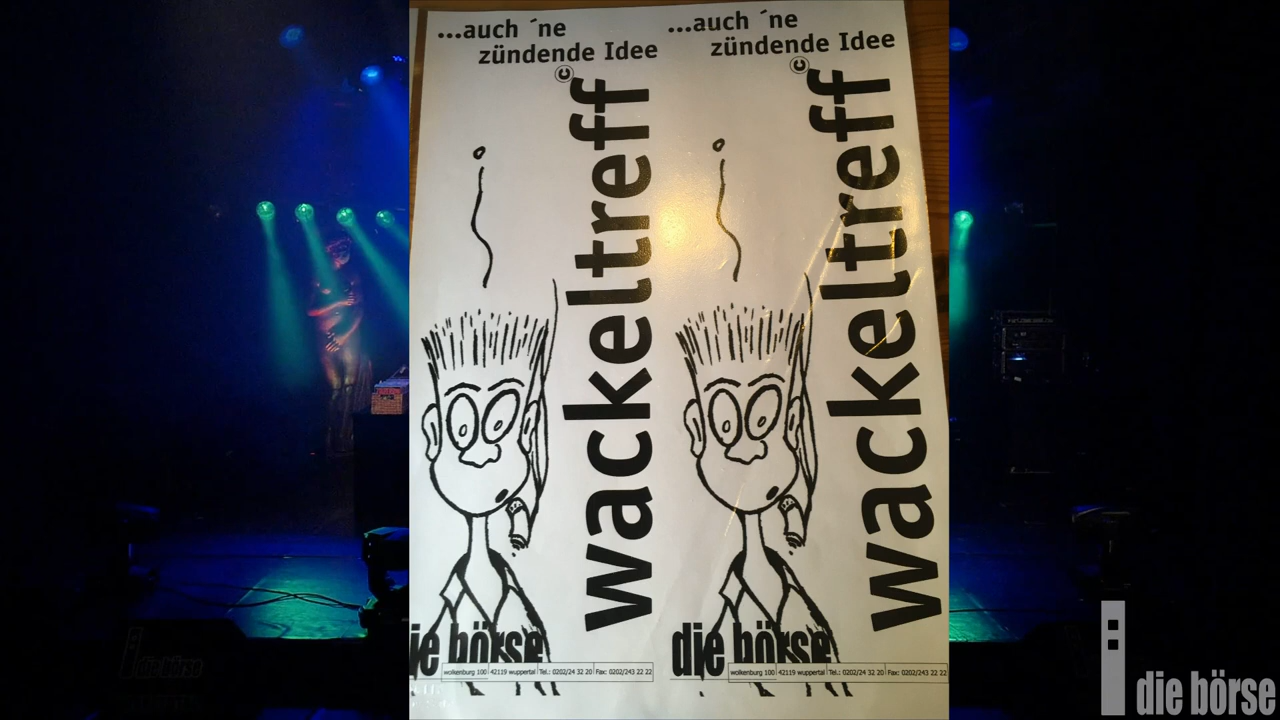 ...auch ´ne
zündende Idee
©
wackeltreff
die börse
wolkenburg 100 42119 wuppertal Tel.: 0202/24 32 20 Fax: 0202/243 22 22
...auch ´ne
zündende Idee
©
wackeltreff
die börse
wolkenburg 100 42119 wuppertal Tel.: 0202/24 32 20 Fax: 0202/243 22 22
die börse
die börse